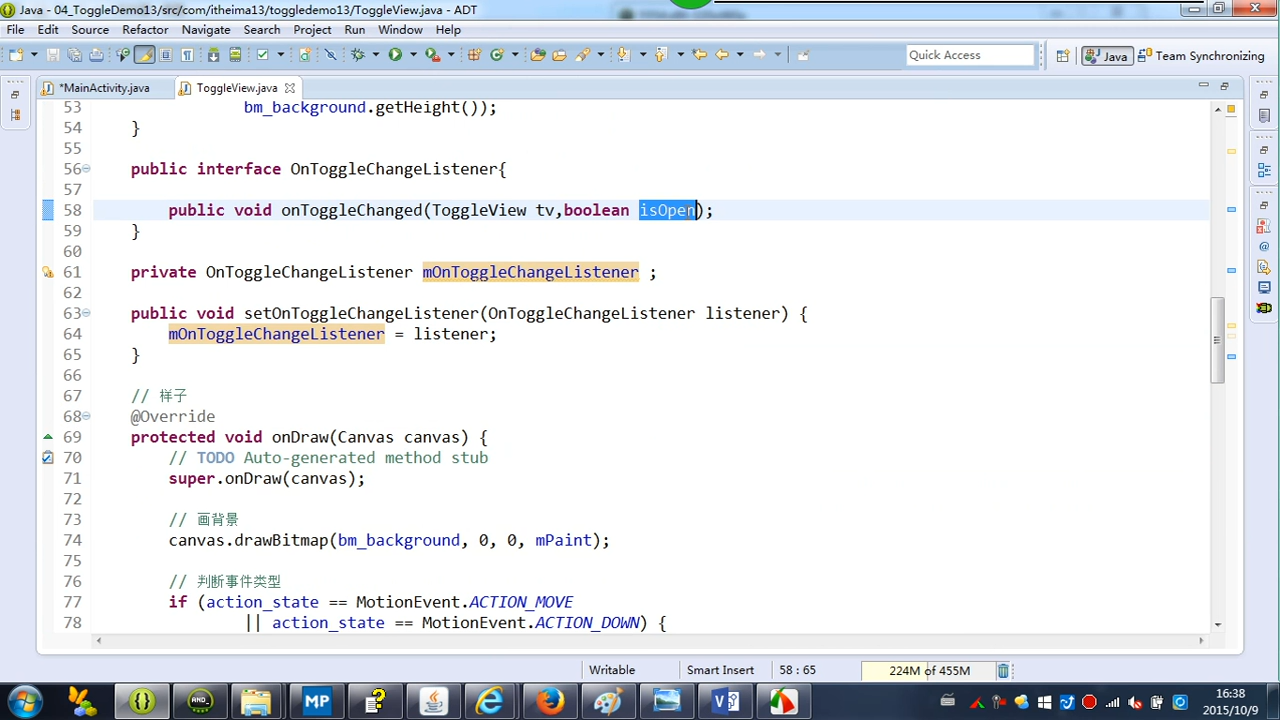 Java - 04_ToggleDemo13/src/com/itheima13/toggledemo13/ToggleView.java - ADT
File Edit Source Refactor Navigate Search Project Run Window Help
Quick Access
Java
Team Synchronizing
*MainActivity.java
ToggleView.java
53 bm_background.getHeight());
54 }
55
56 public interface OnToggleChangeListener{
57
58 public void onToggleChanged(ToggleView tv,boolean isOpen);
59 }
60
61 private OnToggleChangeListener mOnToggleChangeListener ;
62
63 public void setOnToggleChangeListener(OnToggleChangeListener listener) {
64 mOnToggleChangeListener = listener;
65 }
66
67 // 样子
68 @Override
69 protected void onDraw(Canvas canvas) {
70 // TODO Auto-generated method stub
71 super.onDraw(canvas);
72
73 // 画背景
74 canvas.drawBitmap(bm_background, 0, 0, mPaint);
75
76 // 判断事件类型
77 if (action_state == MotionEvent.ACTION_MOVE
78 || action_state == MotionEvent.ACTION_DOWN) {
Writable Smart Insert 58 : 65 224M of 455M
MP
16:38
2015/10/9